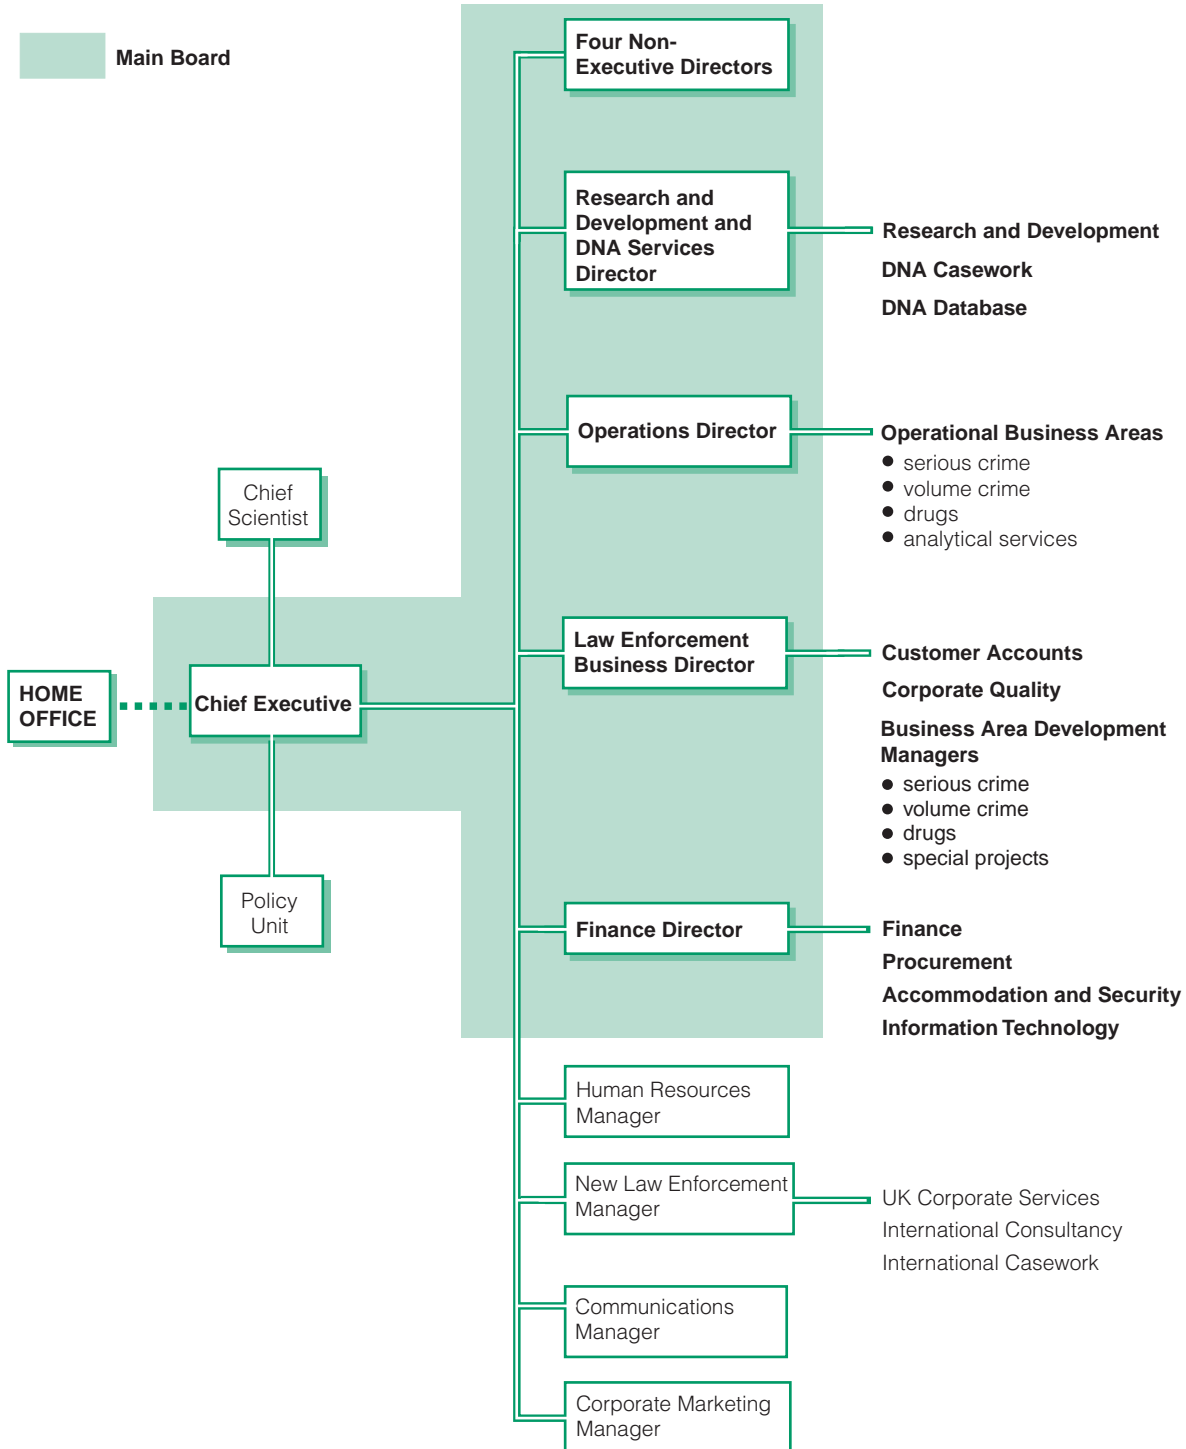 Main Board
Four Non-
Executive Directors
Research and
Development and
DNA Services
Director
Research and Development
DNA Casework
DNA Database
Operations Director
Operational Business Areas
● serious crime
● volume crime
● drugs
● analytical services
Chief
Scientist
Law Enforcement
Business Director
Customer Accounts
Corporate Quality
Business Area Development
Managers
● serious crime
● volume crime
● drugs
● special projects
HOME
OFFICE
Chief Executive
Policy
Unit
Finance Director
Finance
Procurement
Accommodation and Security
Information Technology
Human Resources
Manager
New Law Enforcement
Manager
UK Corporate Services
International Consultancy
International Casework
Communications
Manager
Corporate Marketing
Manager